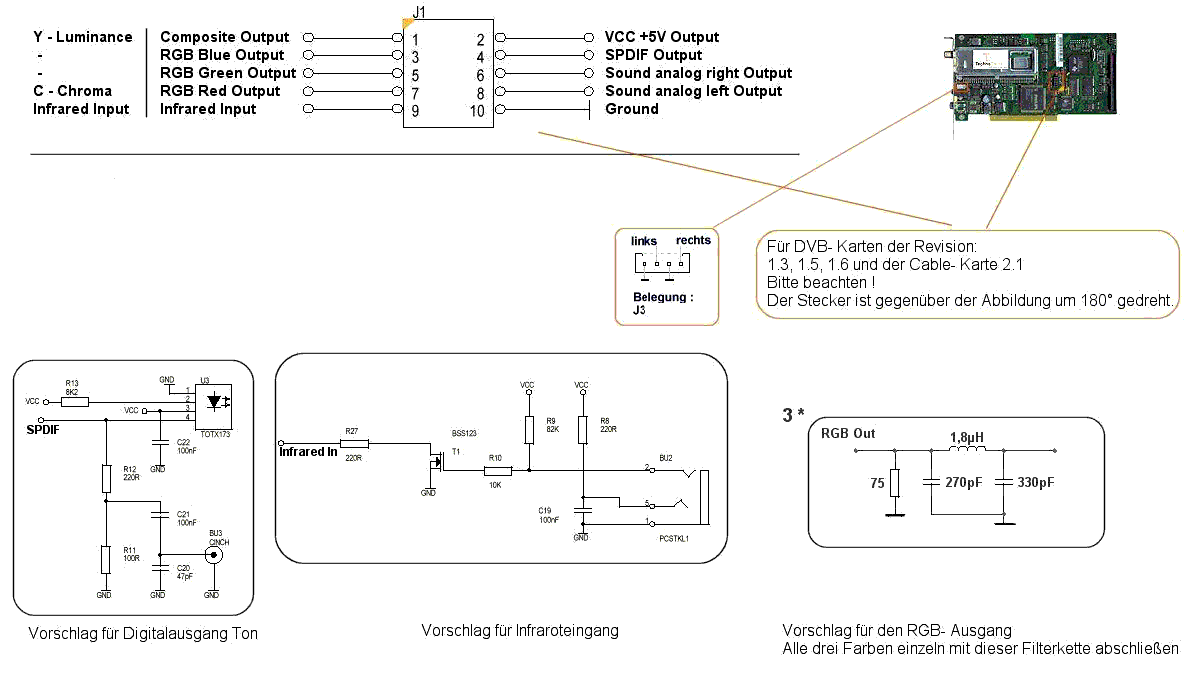 J1
Y - Luminance Composite Output 1 2 VCC +5V Output
- RGB Blue Output 3 4 SPDIF Output
- RGB Green Output 5 6 Sound analog right Output
C - Chroma RGB Red Output 7 8 Sound analog left Output
Infrared Input Infrared Input 9 10 Ground
links rechts
Belegung :
J3
Für DVB- Karten der Revision:
1.3, 1.5, 1.6 und der Cable- Karte 2.1
Bitte beachten !
Der Stecker ist gegenüber der Abbildung um 180° gedreht.
GND
U3
R13
8K2
VCC
VCC
1
2
3
4
SPDIF
TOTX173
C22
100nF
GND
R12
220R
C21
100nF
BU3
CINCH
R11
100R
C20
47pF
GND
GND
GND
Vorschlag für Digitalausgang Ton
VCC
VCC
R9
82K
R8
220R
BSS123
R27
220R
Infrared In
T1
R10
10K
GND
BU2
2
5
1
C19
100nF
GND
PCSTKL1
Vorschlag für Infraroteingang
3 *
RGB Out
1,8µH
75
270pF
330pF
Vorschlag für den RGB- Ausgang
Alle drei Farben einzeln mit dieser Filterkette abschließen